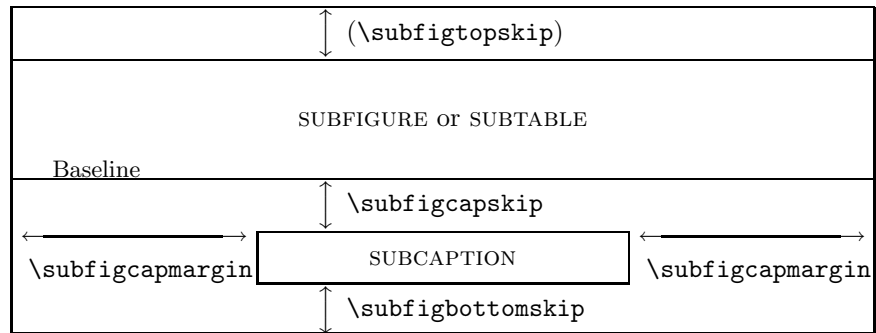 (\subfigtopskip)
SUBFIGURE or SUBTABLE
Baseline
\subfigcapskip
\subfigcapmargin SUBCAPTION \subfigcapmargin
\subfigbottomskip